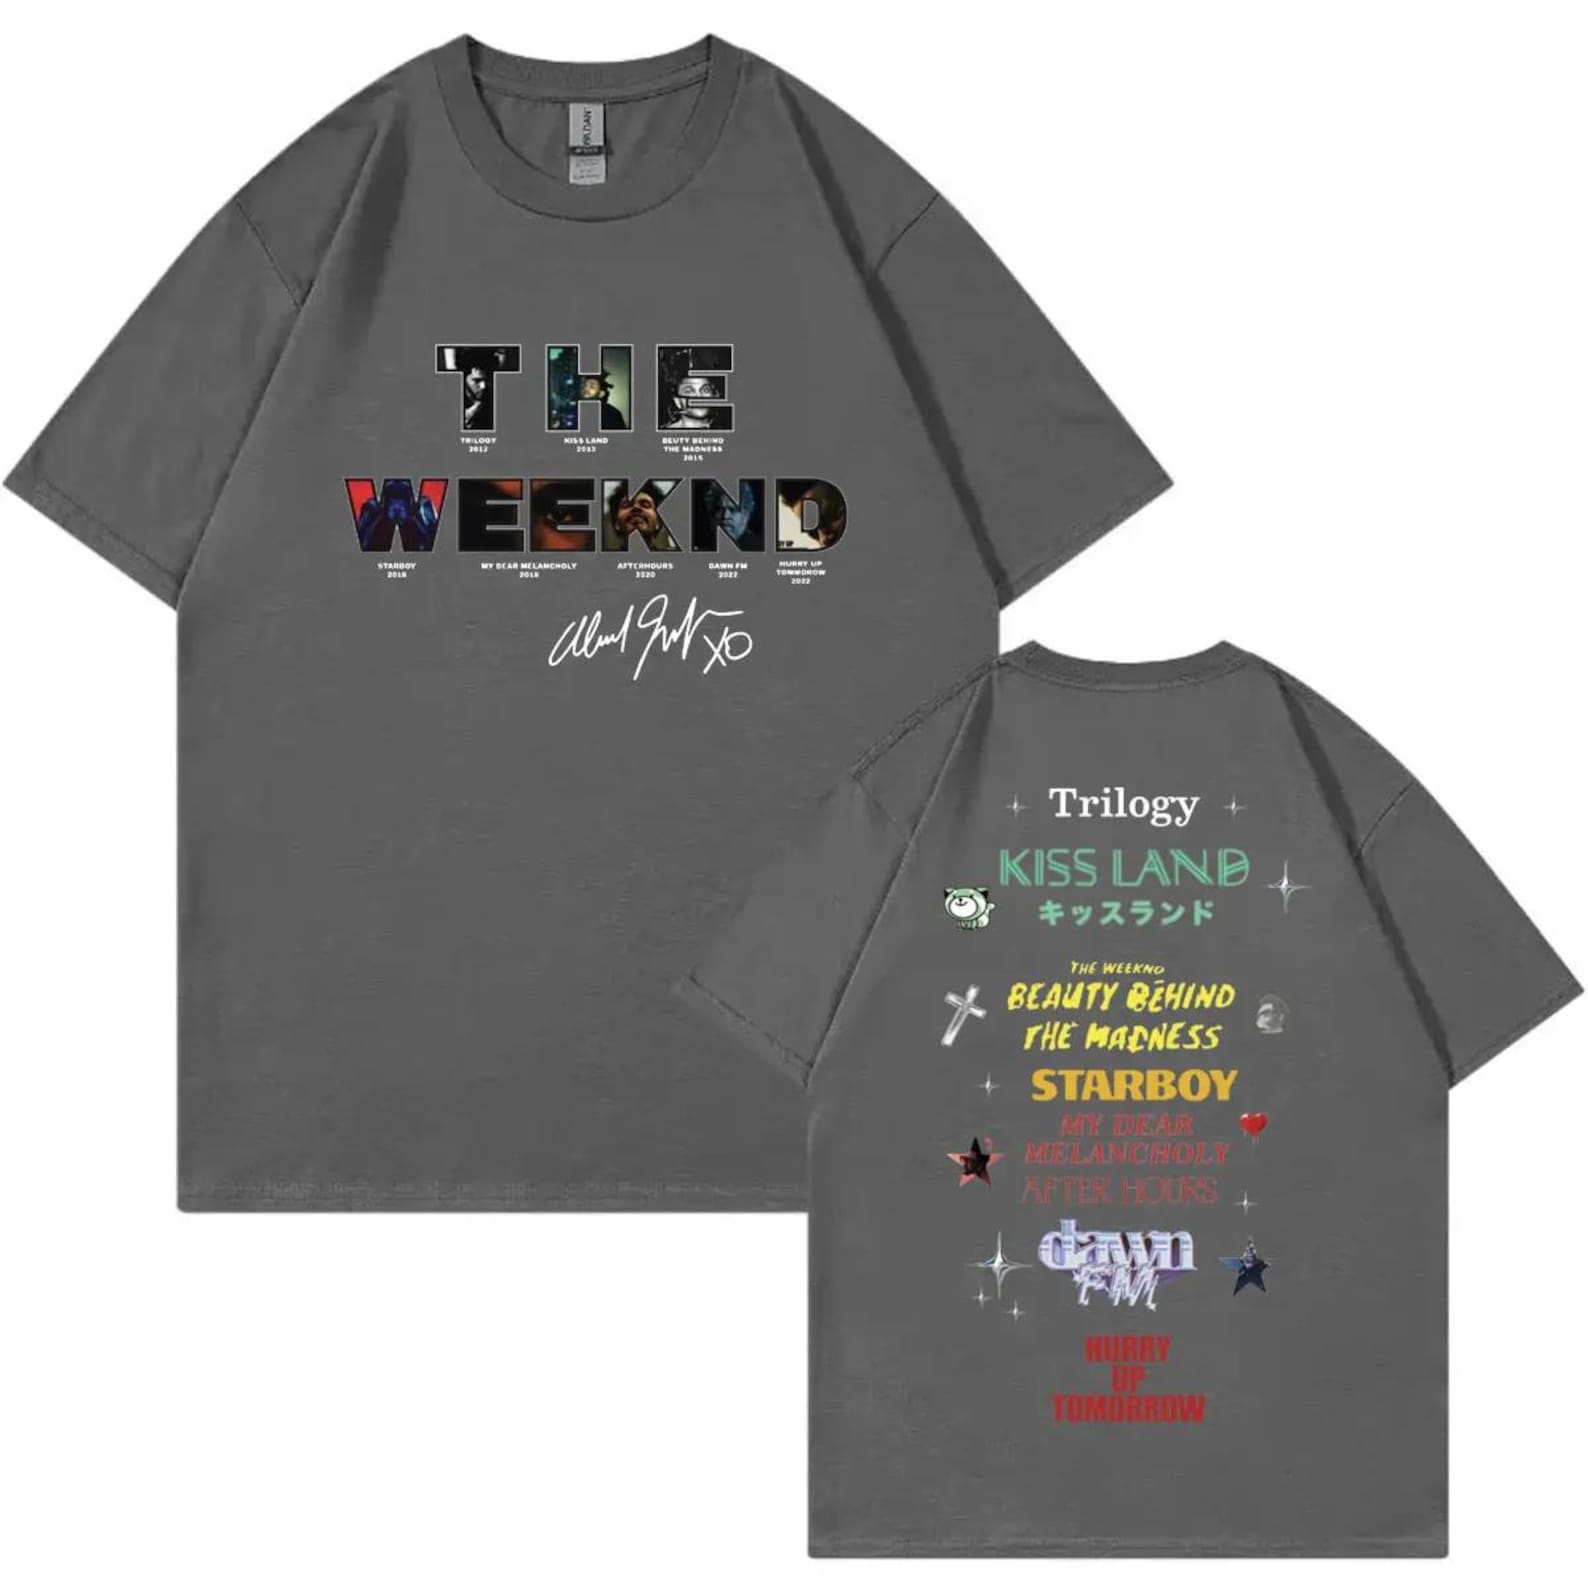 GILDAN
THE
TRILOGY
2012
KISS LAND
2013
BEUTY BEHIND
THE MADNESS
2015
WEEKND
STARBOY
2016
MY DEAR MELANCHOLY
2018
AFTERHOURS
2020
DAWN FM
2022
HURRY UP
TOMMOROW
2022
XO
Trilogy
KISS LAND
キッスランド
THE WEEKND
BEAUTY BEHIND
THE MADNESS
STARBOY
MY DEAR
MELANCHOLY
AFTER HOURS
dawn
FM
HURRY
UP
TOMORROW